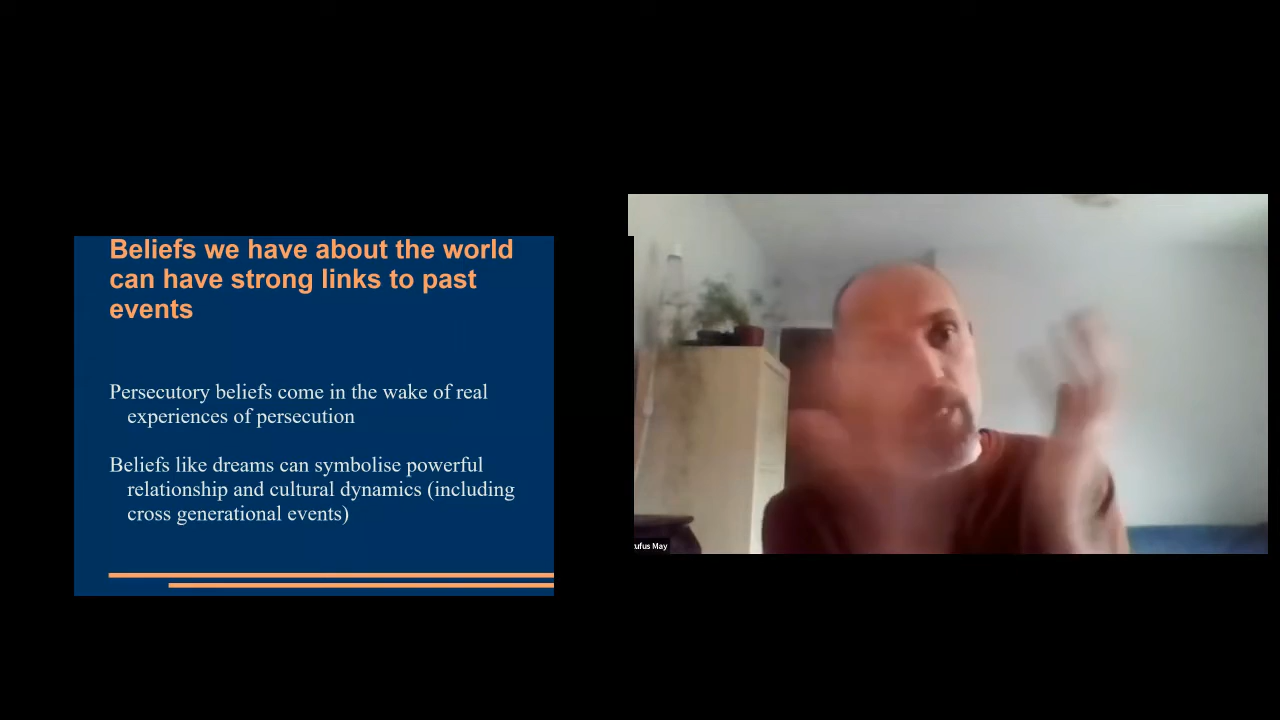 Beliefs we have about the world
can have strong links to past
events
Persecutory beliefs come in the wake of real
experiences of persecution
Beliefs like dreams can symbolise powerful
relationship and cultural dynamics (including
cross generational events)
ufus May